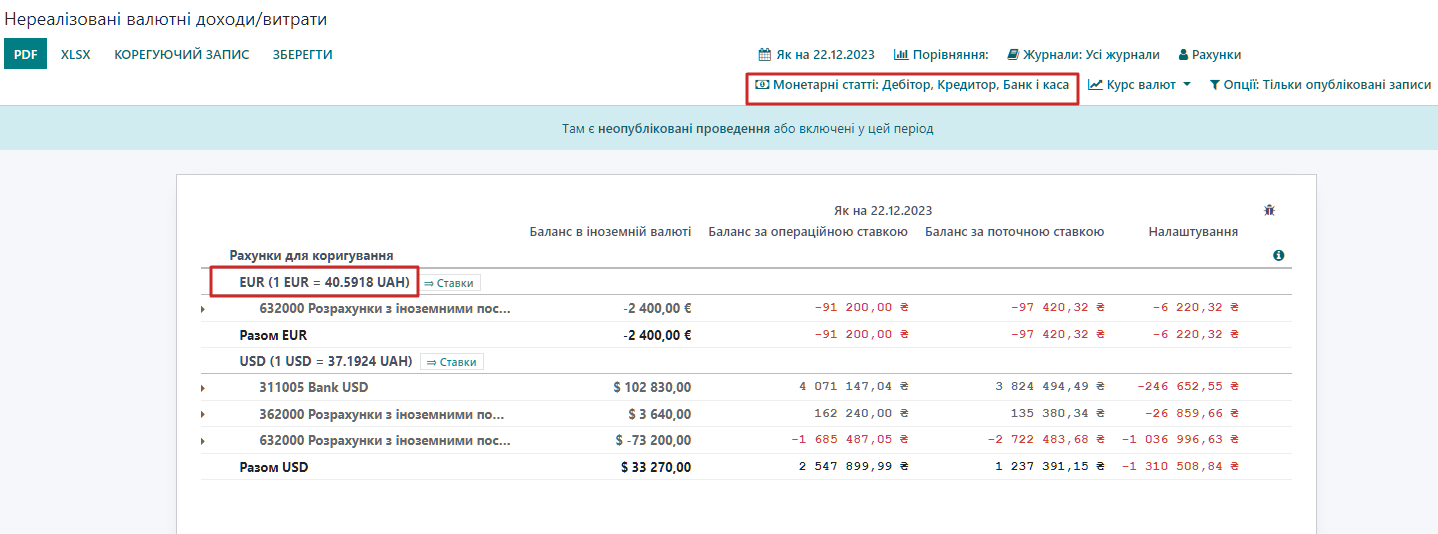 Нереалізовані валютні доходи/витрати
PDF XLSX КОРЕГУЮЧИЙ ЗАПИС ЗБЕРЕГТИ Як на 22.12.2023 Порівняння: Журнали: Усі журнали Рахунки
Монетарні статті: Дебітор, Кредитор, Банк і каса Курс валют Опції: Тільки опубліковані записи
Там є неопубліковані проведення або включені у цей період
Як на 22.12.2023
Баланс в іноземній валюті Баланс за операційною ставкою Баланс за поточною ставкою Налаштування
Рахунки для коригування
EUR (1 EUR = 40.5918 UAH) ⇒ Ставки
632000 Розрахунки з іноземними пос... -2 400,00 € -91 200,00 ₴ -97 420,32 ₴ -6 220,32 ₴
Разом EUR -2 400,00 € -91 200,00 ₴ -97 420,32 ₴ -6 220,32 ₴
USD (1 USD = 37.1924 UAH) ⇒ Ставки
311005 Bank USD $ 102 830,00 4 071 147,04 ₴ 3 824 494,49 ₴ -246 652,55 ₴
362000 Розрахунки з іноземними по... $ 3 640,00 162 240,00 ₴ 135 380,34 ₴ -26 859,66 ₴
632000 Розрахунки з іноземними пос... $ -73 200,00 -1 685 487,05 ₴ -2 722 483,68 ₴ -1 036 996,63 ₴
Разом USD $ 33 270,00 2 547 899,99 ₴ 1 237 391,15 ₴ -1 310 508,84 ₴